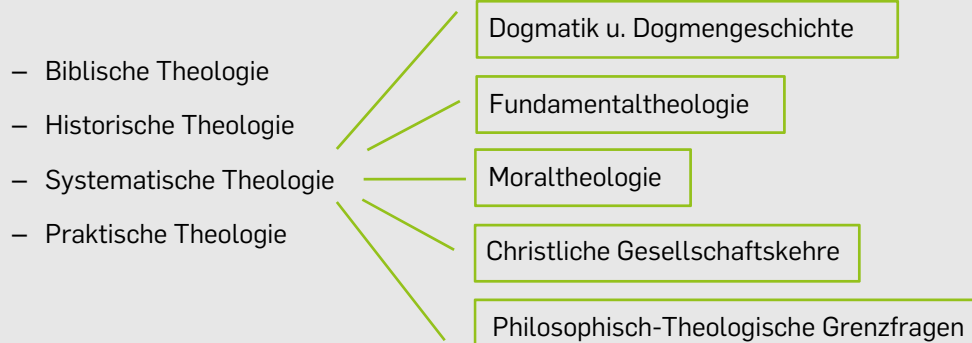 – Biblische Theologie
– Historische Theologie
– Systematische Theologie
– Praktische Theologie
Dogmatik u. Dogmengeschichte
Fundamentaltheologie
Moraltheologie
Christliche Gesellschaftskehre
Philosophisch-Theologische Grenzfragen